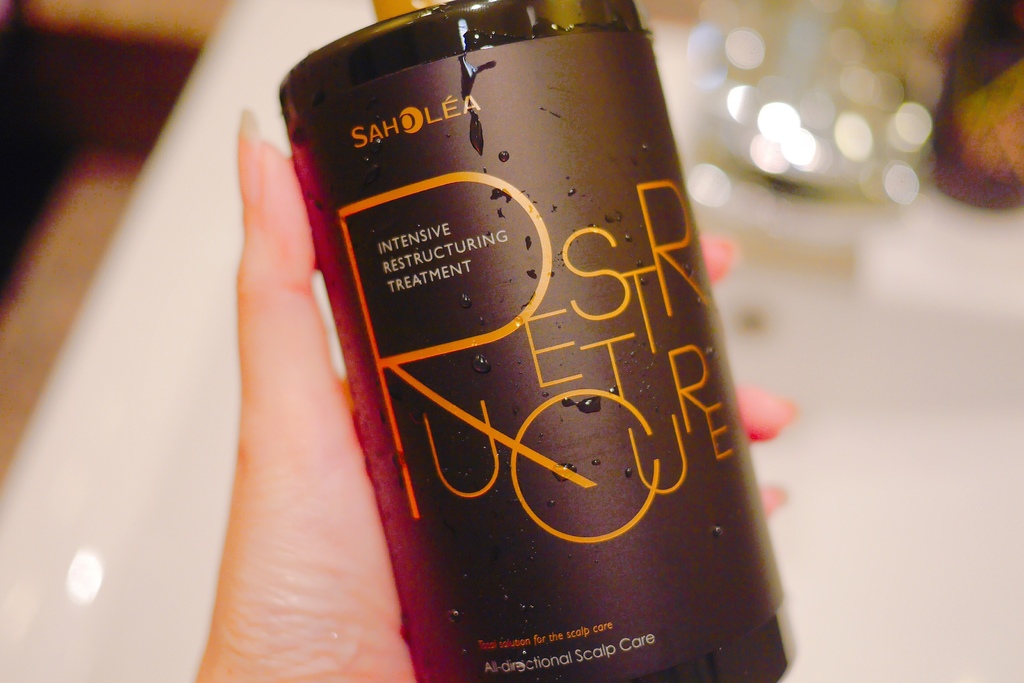 SAHOLÉA
INTENSIVE
RESTRUCTURING
TREATMENT
RESTRUCTURE
Total solution for the scalp care
All-directional Scalp Care